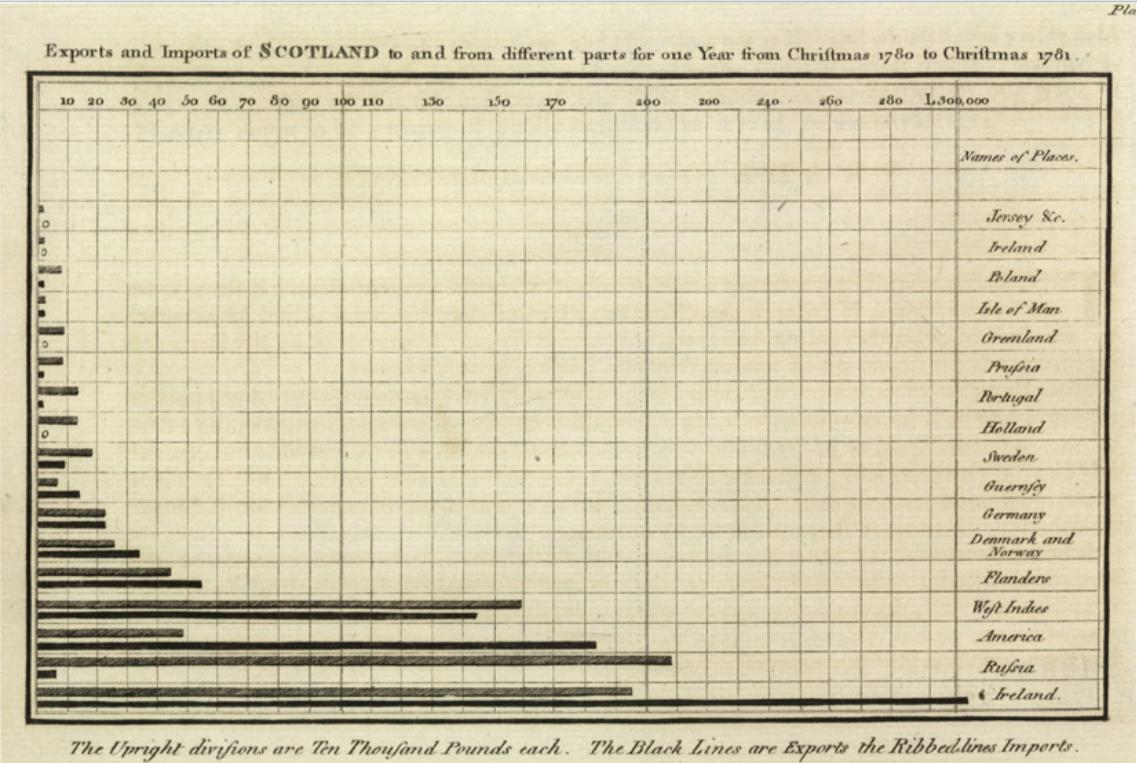 Pla
Exports and Imports of SCOTLAND to and from different parts for one Year from Chriſtmas 1780 to Chriſtmas 1781.
10 20 30 40 50 60 70 80 90 100 110 130 150 170 200 200 240 260 280 L300,000
Names of Places.
Jersey &c.
0
Ireland
0
Poland
Isle of Man
Greenland
0
Pruſsia
Portugal
Holland
0
Sweden
Guernſey
Germany
Denmark and
Norway
Flanders
Weſt Indies
America
Ruſsia
Ireland.
The Upright diviſions are Ten Thouſand Pounds each. The Black Lines are Exports the Ribbed lines Imports.